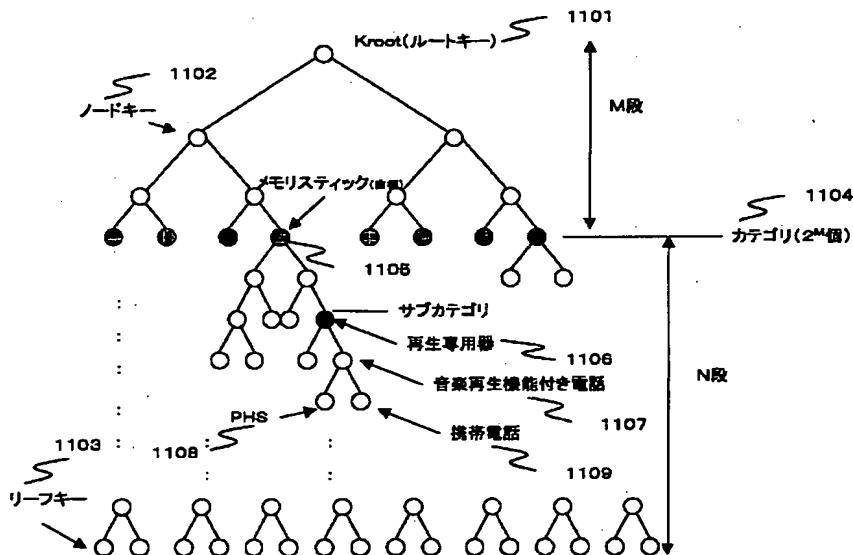 1101
Kroot(ルートキー)
1102
ノードキー
M段
メモリスティック(商標)
1104
カテゴリ(2M個)
1105
サブカテゴリ
再生専用器
1106
N段
音楽再生機能付き電話
1107
PHS
携帯電話
1103
1108
1109
リーフキー